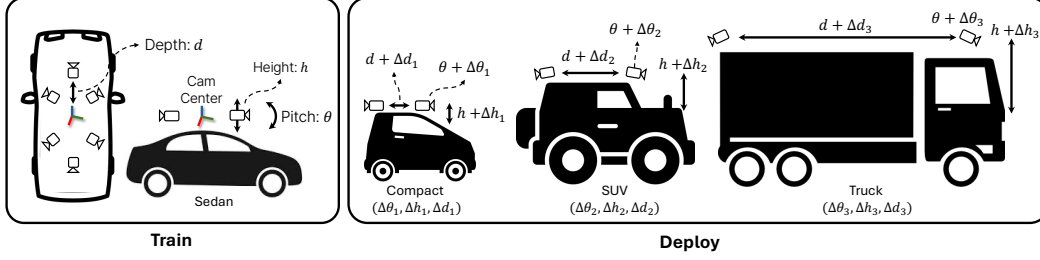 Depth: d
Height: h
Cam
Center
Pitch: θ
Sedan
Train
d + Δd₁
θ + Δθ₁
h +Δh₁
Compact
(Δθ₁, Δh₁, Δd₁)
θ + Δθ₂
d + Δd₂
h +Δh₂
SUV
(Δθ₂, Δh₂, Δd₂)
d + Δd₃
θ + Δθ₃
h +Δh₃
Truck
(Δθ₃, Δh₃, Δd₃)
Deploy